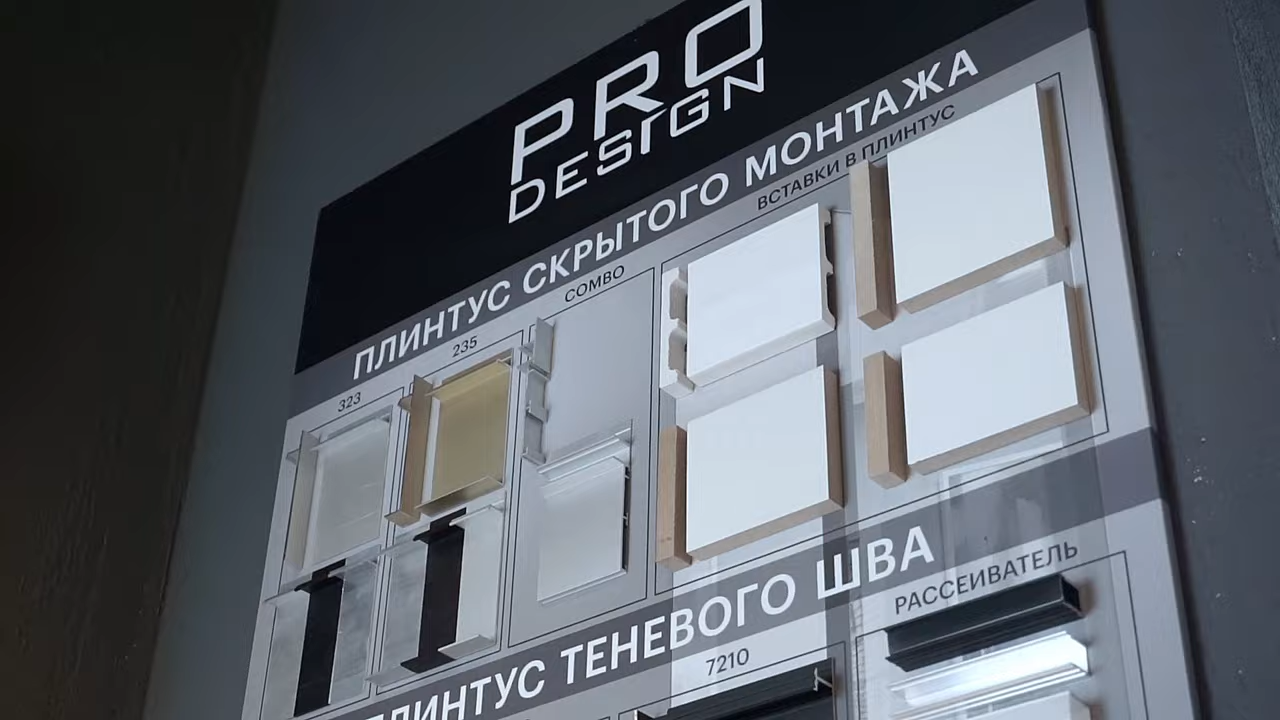 PRO
DESIGN
ПЛИНТУС СКРЫТОГО МОНТАЖА
323
235
COMBO
ВСТАВКИ В ПЛИНТУС
ПЛИНТУС ТЕНЕВОГО ШВА
7210
РАССЕИВАТЕЛЬ